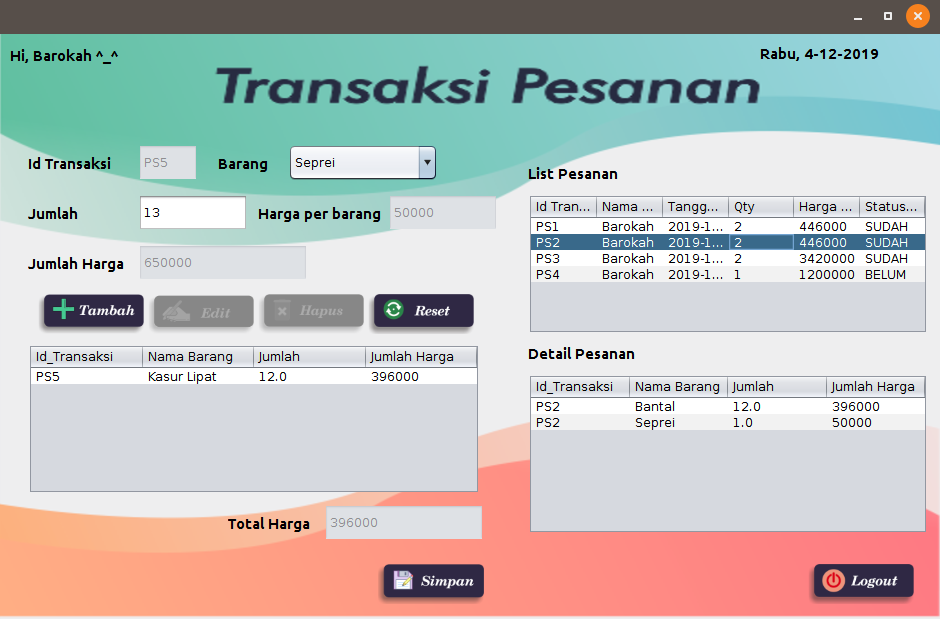 Hi, Barokah ^_^
Rabu, 4-12-2019
Transaksi Pesanan
Id Transaksi PS5 Barang Seprei
Jumlah 13 Harga per barang 50000
Jumlah Harga 650000
Tambah Edit Hapus Reset
Id_Transaksi Nama Barang Jumlah Jumlah Harga
PS5 Kasur Lipat 12.0 396000
Total Harga 396000
Simpan
List Pesanan
Id Tran... Nama ... Tangg... Qty Harga ... Status...
PS1 Barokah 2019-1... 2 446000 SUDAH
PS2 Barokah 2019-1... 2 446000 SUDAH
PS3 Barokah 2019-1... 2 3420000 SUDAH
PS4 Barokah 2019-1... 1 1200000 BELUM
Detail Pesanan
Id_Transaksi Nama Barang Jumlah Jumlah Harga
PS2 Bantal 12.0 396000
PS2 Seprei 1.0 50000
Logout